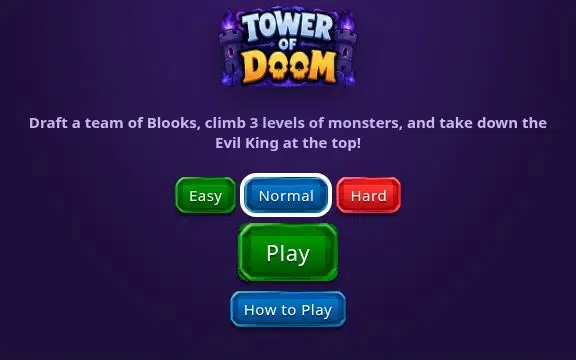 TOWER
OF
DOOM
Draft a team of Blooks, climb 3 levels of monsters, and take down the
Evil King at the top!
Easy Normal Hard
Play
How to Play